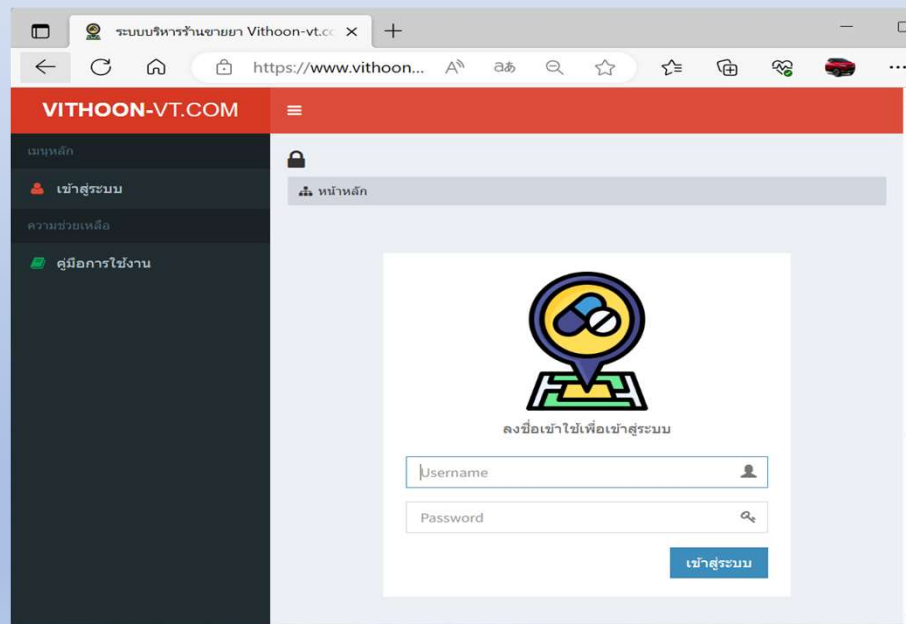 ระบบบริหารร้านขายยา Vithoon-vt.cc
https://www.vithoon...
VITHOON-VT.COM
เมนูหลัก
เข้าสู่ระบบ
ความช่วยเหลือ
คู่มือการใช้งาน
หน้าหลัก
ลงชื่อเข้าใช้เพื่อเข้าสู่ระบบ
Username
Password
เข้าสู่ระบบ